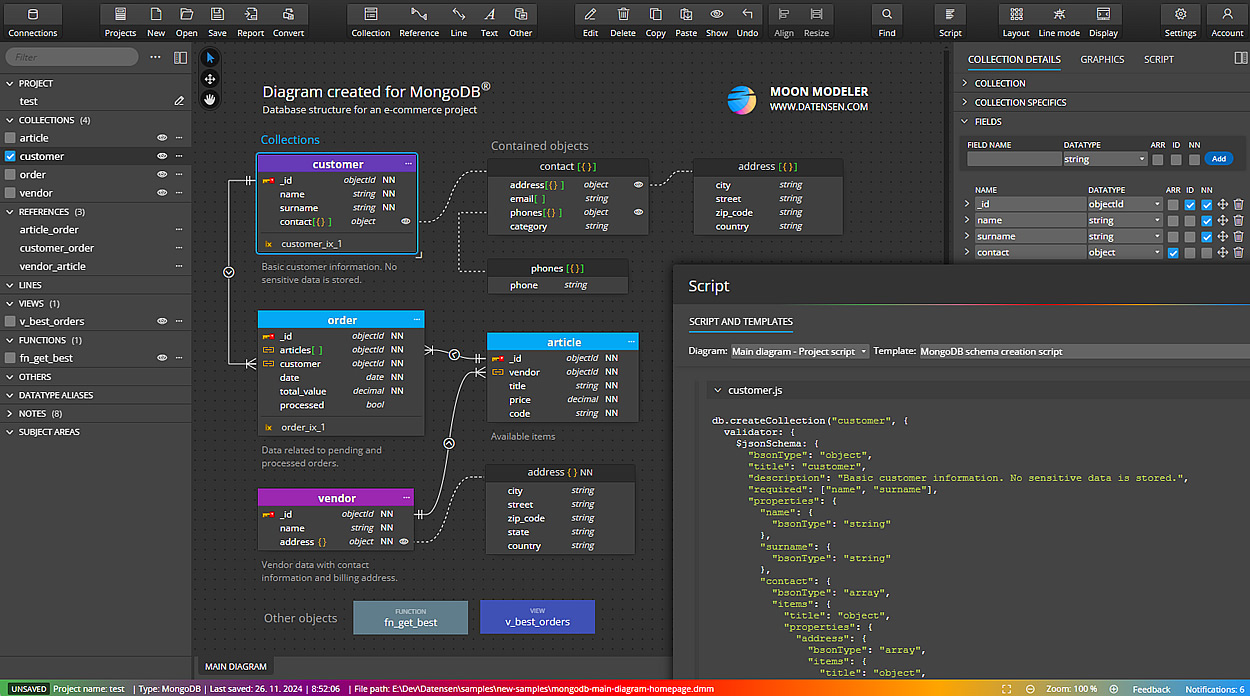 Connections Projects New Open Save Report Convert Collection Reference Line Text Other Edit Delete Copy Paste Show Undo Align Resize Find Script Layout Line mode Display Settings Account
Filter
PROJECT
test
COLLECTIONS (4)
article
customer
order
vendor
REFERENCES (3)
article_order
customer_order
vendor_article
LINES
VIEWS (1)
v_best_orders
FUNCTIONS (1)
fn_get_best
OTHERS
DATATYPE ALIASES
NOTES (8)
SUBJECT AREAS
Diagram created for MongoDB®
Database structure for an e-commerce project
MOON MODELER
WWW.DATENSEN.COM
Collections
Contained objects
customer
_id objectId NN
name string NN
surname string NN
contact[{}] object
ix customer_ix_1
Basic customer information. No
sensitive data is stored.
contact [{}]
address[{}] object
email[ ] string
phones[{}] object
category string
address [{}]
city string
street string
zip_code string
country string
phones [{}]
phone string
order
_id objectId NN
articles[ ] objectId NN
customer objectId NN
date date NN
total_value decimal NN
processed bool
ix order_ix_1
Data related to pending and
processed orders.
article
_id objectId NN
vendor objectId NN
title string NN
price decimal NN
code string NN
Available items
vendor
_id objectId NN
name string NN
address {} object NN
Vendor data with contact
information and billing address.
address {} NN
city string
street string
zip_code string
state string
country string
Other objects
FUNCTION
fn_get_best
VIEW
v_best_orders
MAIN DIAGRAM
COLLECTION DETAILS GRAPHICS SCRIPT
COLLECTION
COLLECTION SPECIFICS
FIELDS
FIELD NAME DATATYPE ARR ID NN
string Add
NAME DATATYPE ARR ID NN
_id objectId
name string
surname string
contact object
Script
SCRIPT AND TEMPLATES
Diagram: Main diagram - Project script Template: MongoDB schema creation script
customer.js
db.createCollection("customer", {
validator: {
$jsonSchema: {
"bsonType": "object",
"title": "customer",
"description": "Basic customer information. No sensitive data is stored.",
"required": ["name", "surname"],
"properties": {
"name": {
"bsonType": "string"
},
"surname": {
"bsonType": "string"
},
"contact": {
"bsonType": "array",
"items": {
"title": "object",
"properties": {
"address": {
"bsonType": "array",
"items": {
"title": "object",
UNSAVED Project name: test | Type: MongoDB | Last saved: 26. 11. 2024 | 8:52:06 | File path: E:\Dev\Datensen\samples\new-samples\mongodb-main-diagram-homepage.dmm Zoom: 100 % Feedback Notifications: 6